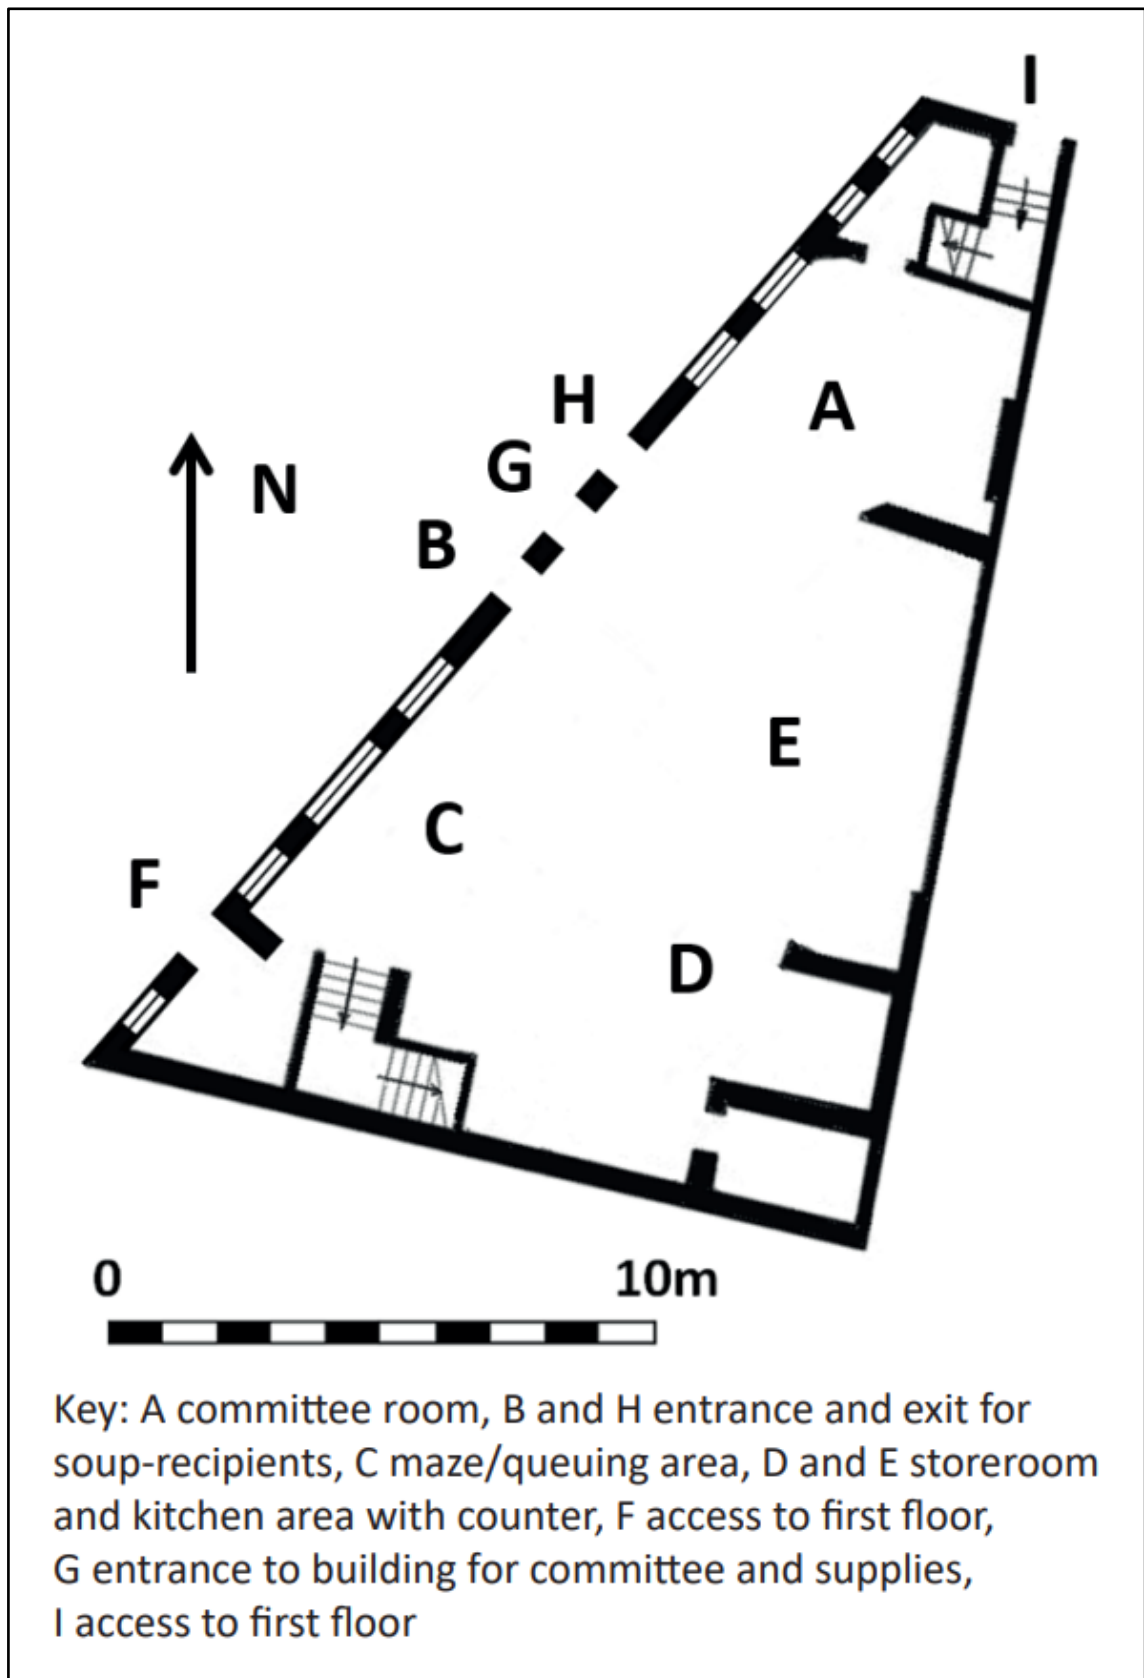 I
H
A
G
N
B
E
C
F
D
0 10m
Key: A committee room, B and H entrance and exit for
soup-recipients, C maze/queuing area, D and E storeroom
and kitchen area with counter, F access to first floor,
G entrance to building for committee and supplies,
I access to first floor